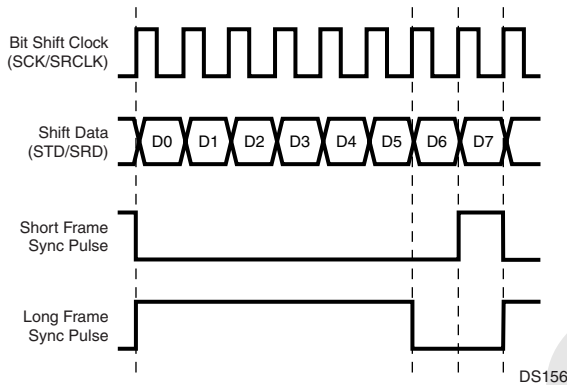 Bit Shift Clock
(SCK/SRCLK)
Shift Data
(STD/SRD)
D0 D1 D2 D3 D4 D5 D6 D7
Short Frame
Sync Pulse
Long Frame
Sync Pulse
DS156